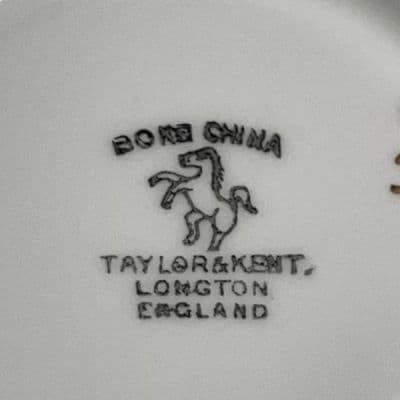 BONE CHINA
TAYLOR&KENT.
LONGTON
ENGLAND